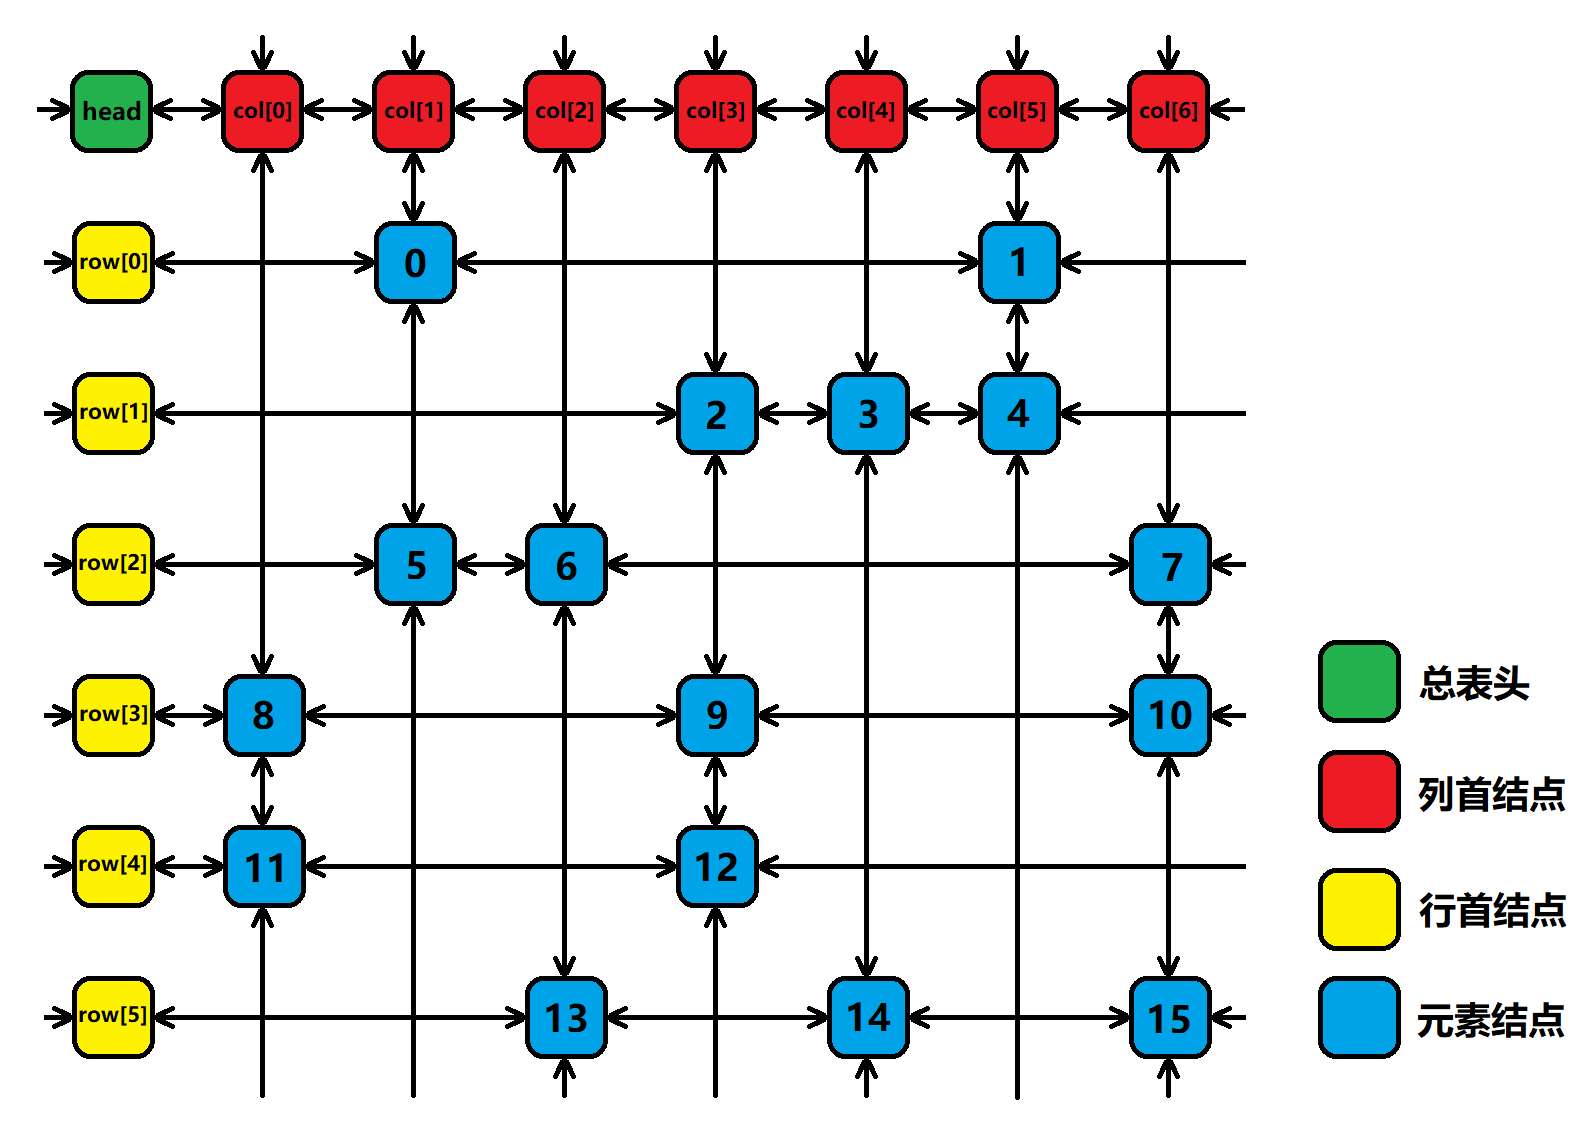 head col[0] col[1] col[2] col[3] col[4] col[5] col[6]
row[0] 0 1
row[1] 2 3 4
row[2] 5 6 7
row[3] 8 9 10
row[4] 11 12
row[5] 13 14 15
总表头
列首结点
行首结点
元素结点